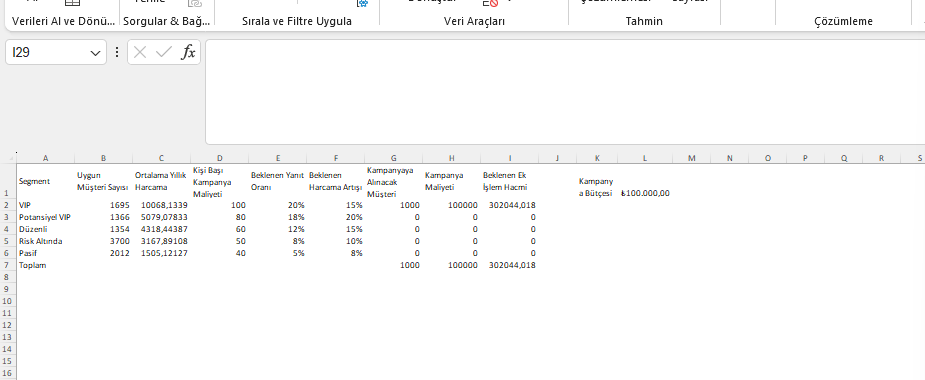 Verileri Al ve Dönü... Sorgular & Bağ... Sırala ve Filtre Uygula Veri Araçları Tahmin Çözümleme
I29 fx
A B C D E F G H I J K L M N O P Q R S
1 Segment Uygun Müşteri Sayısı Ortalama Yıllık Harcama Kişi Başı Kampanya Maliyeti Beklenen Yanıt Oranı Beklenen Harcama Artışı Kampanyaya Alınacak Müşteri Kampanya Maliyeti Beklenen Ek İşlem Hacmi Kampanya Bütçesi ₺100.000,00
2 VIP 1695 10068,1339 100 20% 15% 1000 100000 302044,018
3 Potansiyel VIP 1366 5079,07833 80 18% 20% 0 0 0
4 Düzenli 1354 4318,44387 60 12% 15% 0 0 0
5 Risk Altında 3700 3167,89108 50 8% 10% 0 0 0
6 Pasif 2012 1505,12127 40 5% 8% 0 0 0
7 Toplam 1000 100000 302044,018
8
9
10
11
12
13
14
15
16